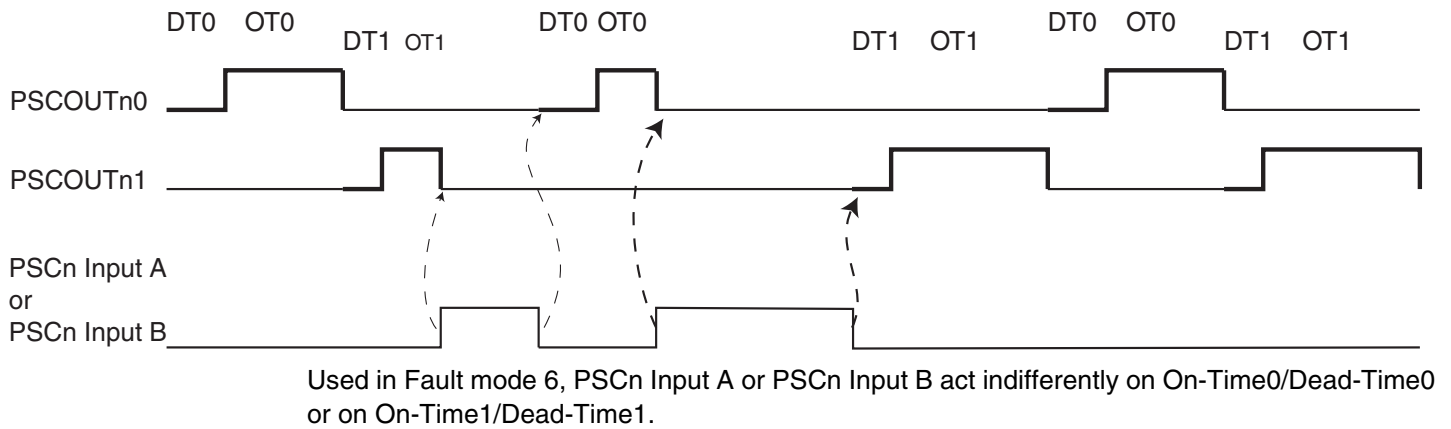 DT0 OT0 DT0 OT0 DT0 OT0
DT1 OT1 DT1 OT1 DT1 OT1
PSCOUTn0
PSCOUTn1
PSCn Input A
or
PSCn Input B
Used in Fault mode 6, PSCn Input A or PSCn Input B act indifferently on On-Time0/Dead-Time0
or on On-Time1/Dead-Time1.